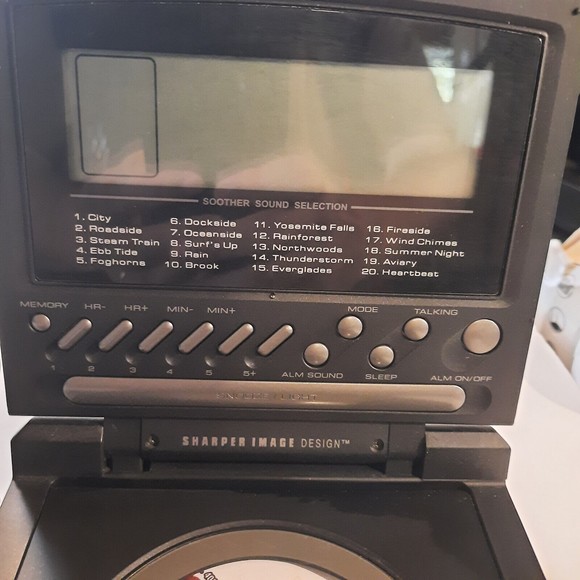 SOOTHER SOUND SELECTION
1. City
2. Roadside
3. Steam Train
4. Ebb Tide
5. Foghorns
6. Dockside
7. Oceanside
8. Surf's Up
9. Rain
10. Brook
11. Yosemite Falls
12. Rainforest
13. Northwoods
14. Thunderstorm
15. Everglades
16. Fireside
17. Wind Chimes
18. Summer Night
19. Aviary
20. Heartbeat
MEMORY HR- HR+ MIN- MIN+ MODE TALKING
1 2 3 4 5 5+ ALM SOUND SLEEP ALM ON/OFF
SNOOZE / LIGHT
SHARPER IMAGE DESIGN™